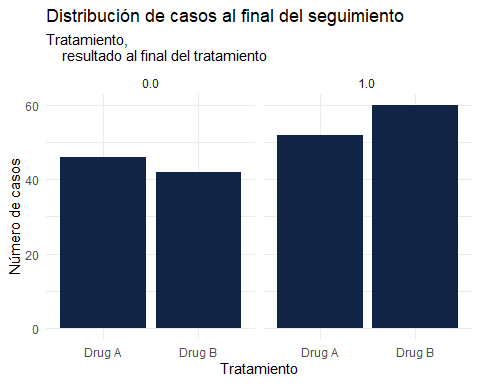 Distribución de casos al final del seguimiento
Tratamiento,
resultado al final del tratamiento
0.0
1.0
Número de casos
60
40
20
0
Drug A
Drug B
Drug A
Drug B
Tratamiento